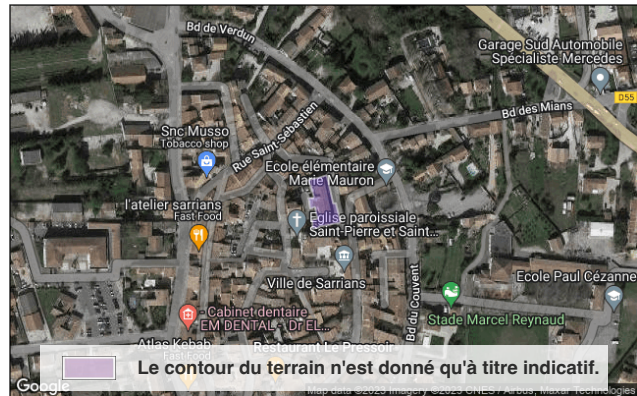 Bd de Verdun
Garage Sud Automobile
Spécialiste Mercedes
D55
Bd des Mians
Snc Musso
Tobacco shop
Rue Saint-Sébastien
Ecole élémentaire
Marie Mauron
l'atelier sarrians
Fast Food
Eglise paroissiale
Saint-Pierre et Saint...
Ville de Sarrians
Ecole Paul Cézanne
Bd du Couvent
Stade Marcel Reynaud
- Cabinet dentaire
EM DENTAL - Dr EL...
Atlas Kebab
Fast Food
Restaurant Le Pressoir
Le contour du terrain n'est donné qu'à titre indicatif.
Google
Map data ©2023 Imagery ©2023 CNES / Airbus, Maxar Technologies